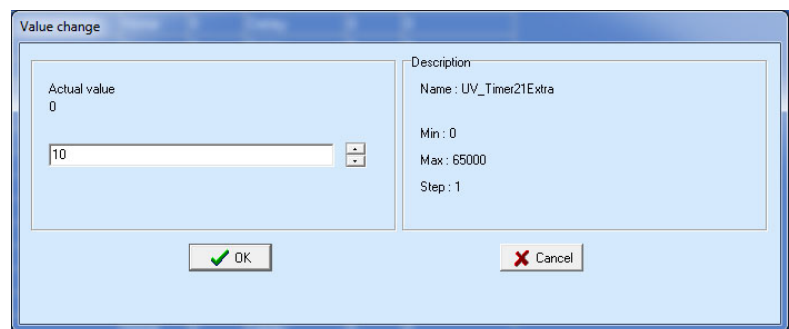 Value change
Actual value
0
10
Description
Name : UV_Timer21Extra
Min : 0
Max : 65000
Step : 1
OK
Cancel